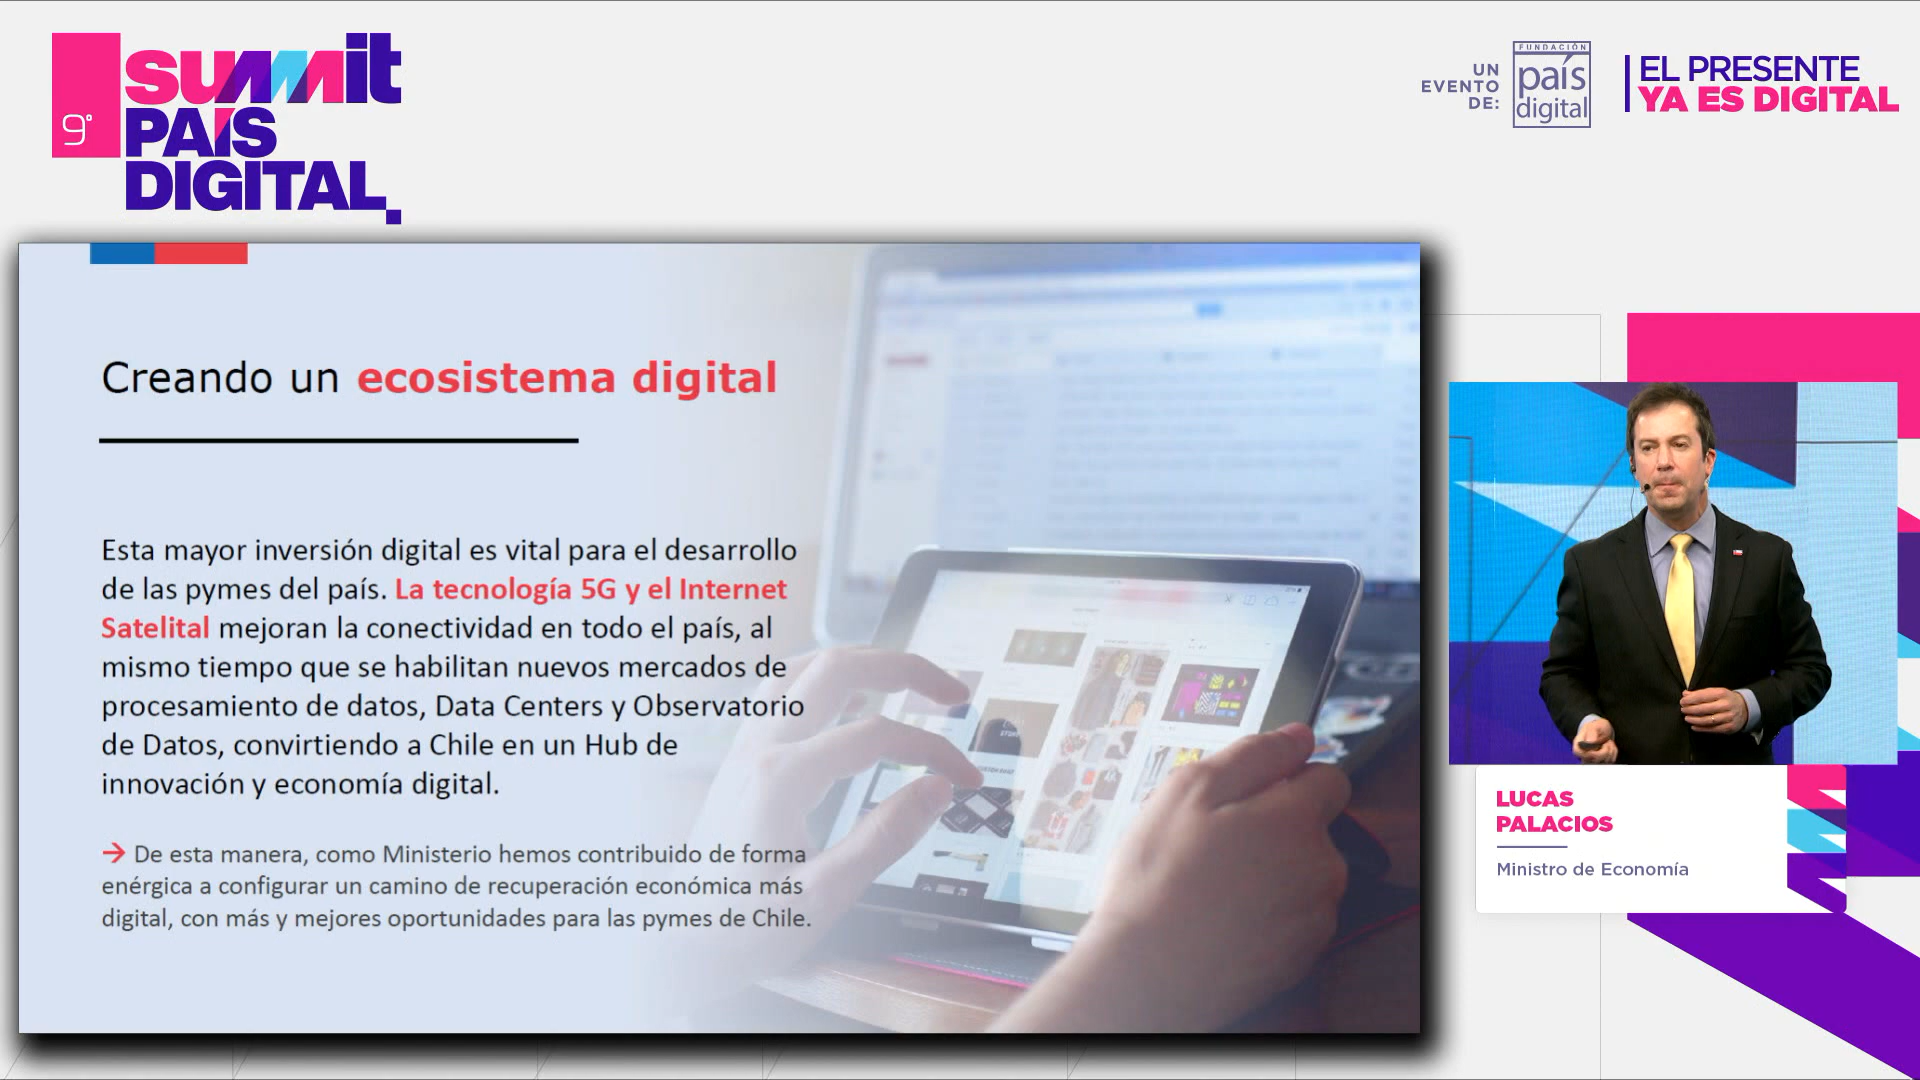 9°
summit
PAÍS
DIGITAL.
UN
EVENTO
DE:
FUNDACIÓN
país
digital
EL PRESENTE
YA ES DIGITAL
Creando un ecosistema digital
Esta mayor inversión digital es vital para el desarrollo
de las pymes del país. La tecnología 5G y el Internet
Satelital mejoran la conectividad en todo el país, al
mismo tiempo que se habilitan nuevos mercados de
procesamiento de datos, Data Centers y Observatorio
de Datos, convirtiendo a Chile en un Hub de
innovación y economía digital.
→ De esta manera, como Ministerio hemos contribuido de forma
enérgica a configurar un camino de recuperación económica más
digital, con más y mejores oportunidades para las pymes de Chile.
LUCAS
PALACIOS
Ministro de Economía